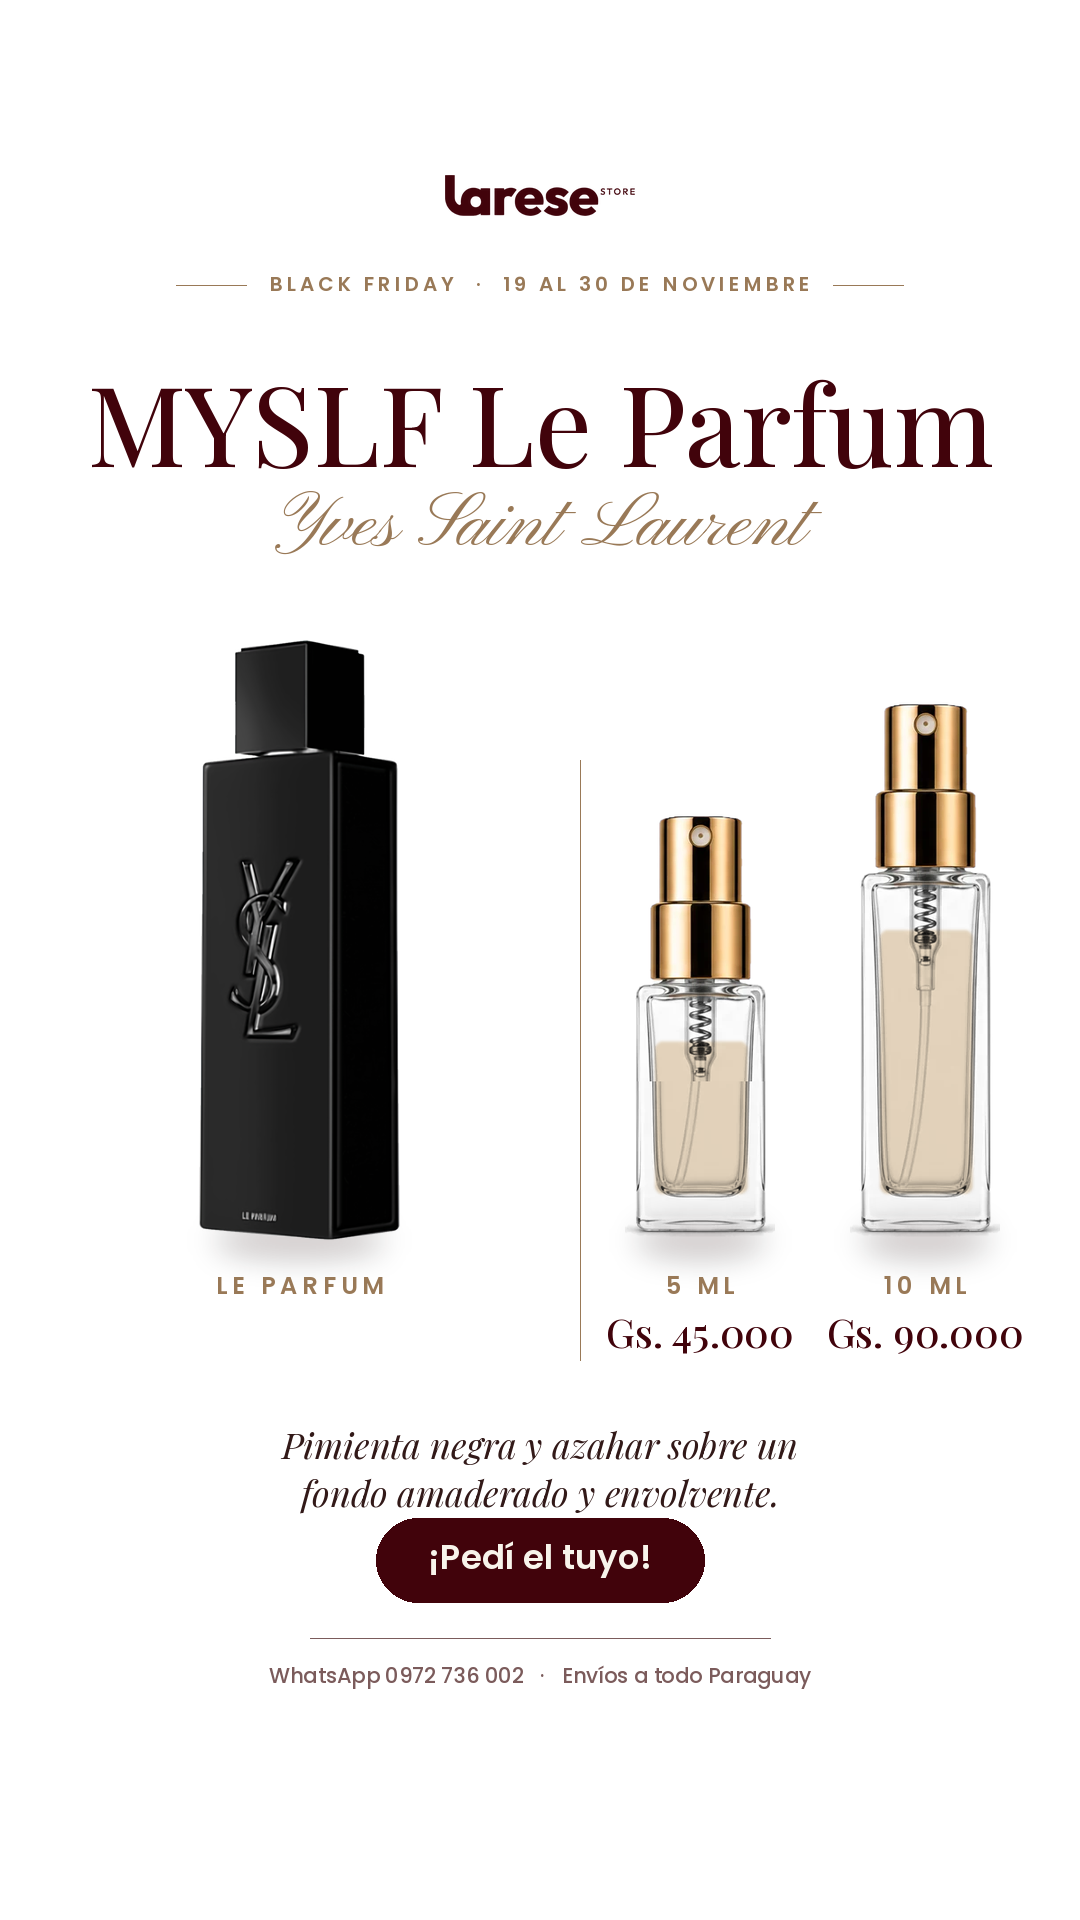 Larese STORE
BLACK FRIDAY · 19 AL 30 DE NOVIEMBRE
MYSLF Le Parfum
Yves Saint Laurent
YSL
LE PARFUM
LE PARFUM
5 ML
10 ML
Gs. 45.000
Gs. 90.000
Pimienta negra y azahar sobre un
fondo amaderado y envolvente.
¡Pedí el tuyo!
WhatsApp 0972 736 002 · Envíos a todo Paraguay